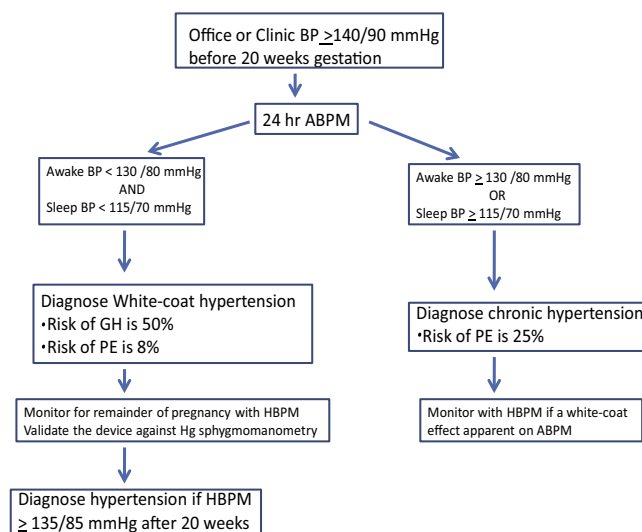 Office or Clinic BP ≥140/90 mmHg
before 20 weeks gestation
24 hr ABPM
Awake BP < 130 /80 mmHg
AND
Sleep BP < 115/70 mmHg
Awake BP ≥ 130 /80 mmHg
OR
Sleep BP ≥ 115/70 mmHg
Diagnose White-coat hypertension
•Risk of GH is 50%
•Risk of PE is 8%
Diagnose chronic hypertension
•Risk of PE is 25%
Monitor for remainder of pregnancy with HBPM
Validate the device against Hg sphygmomanometry
Monitor with HBPM if a white-coat
effect apparent on ABPM
Diagnose hypertension if HBPM
≥ 135/85 mmHg after 20 weeks